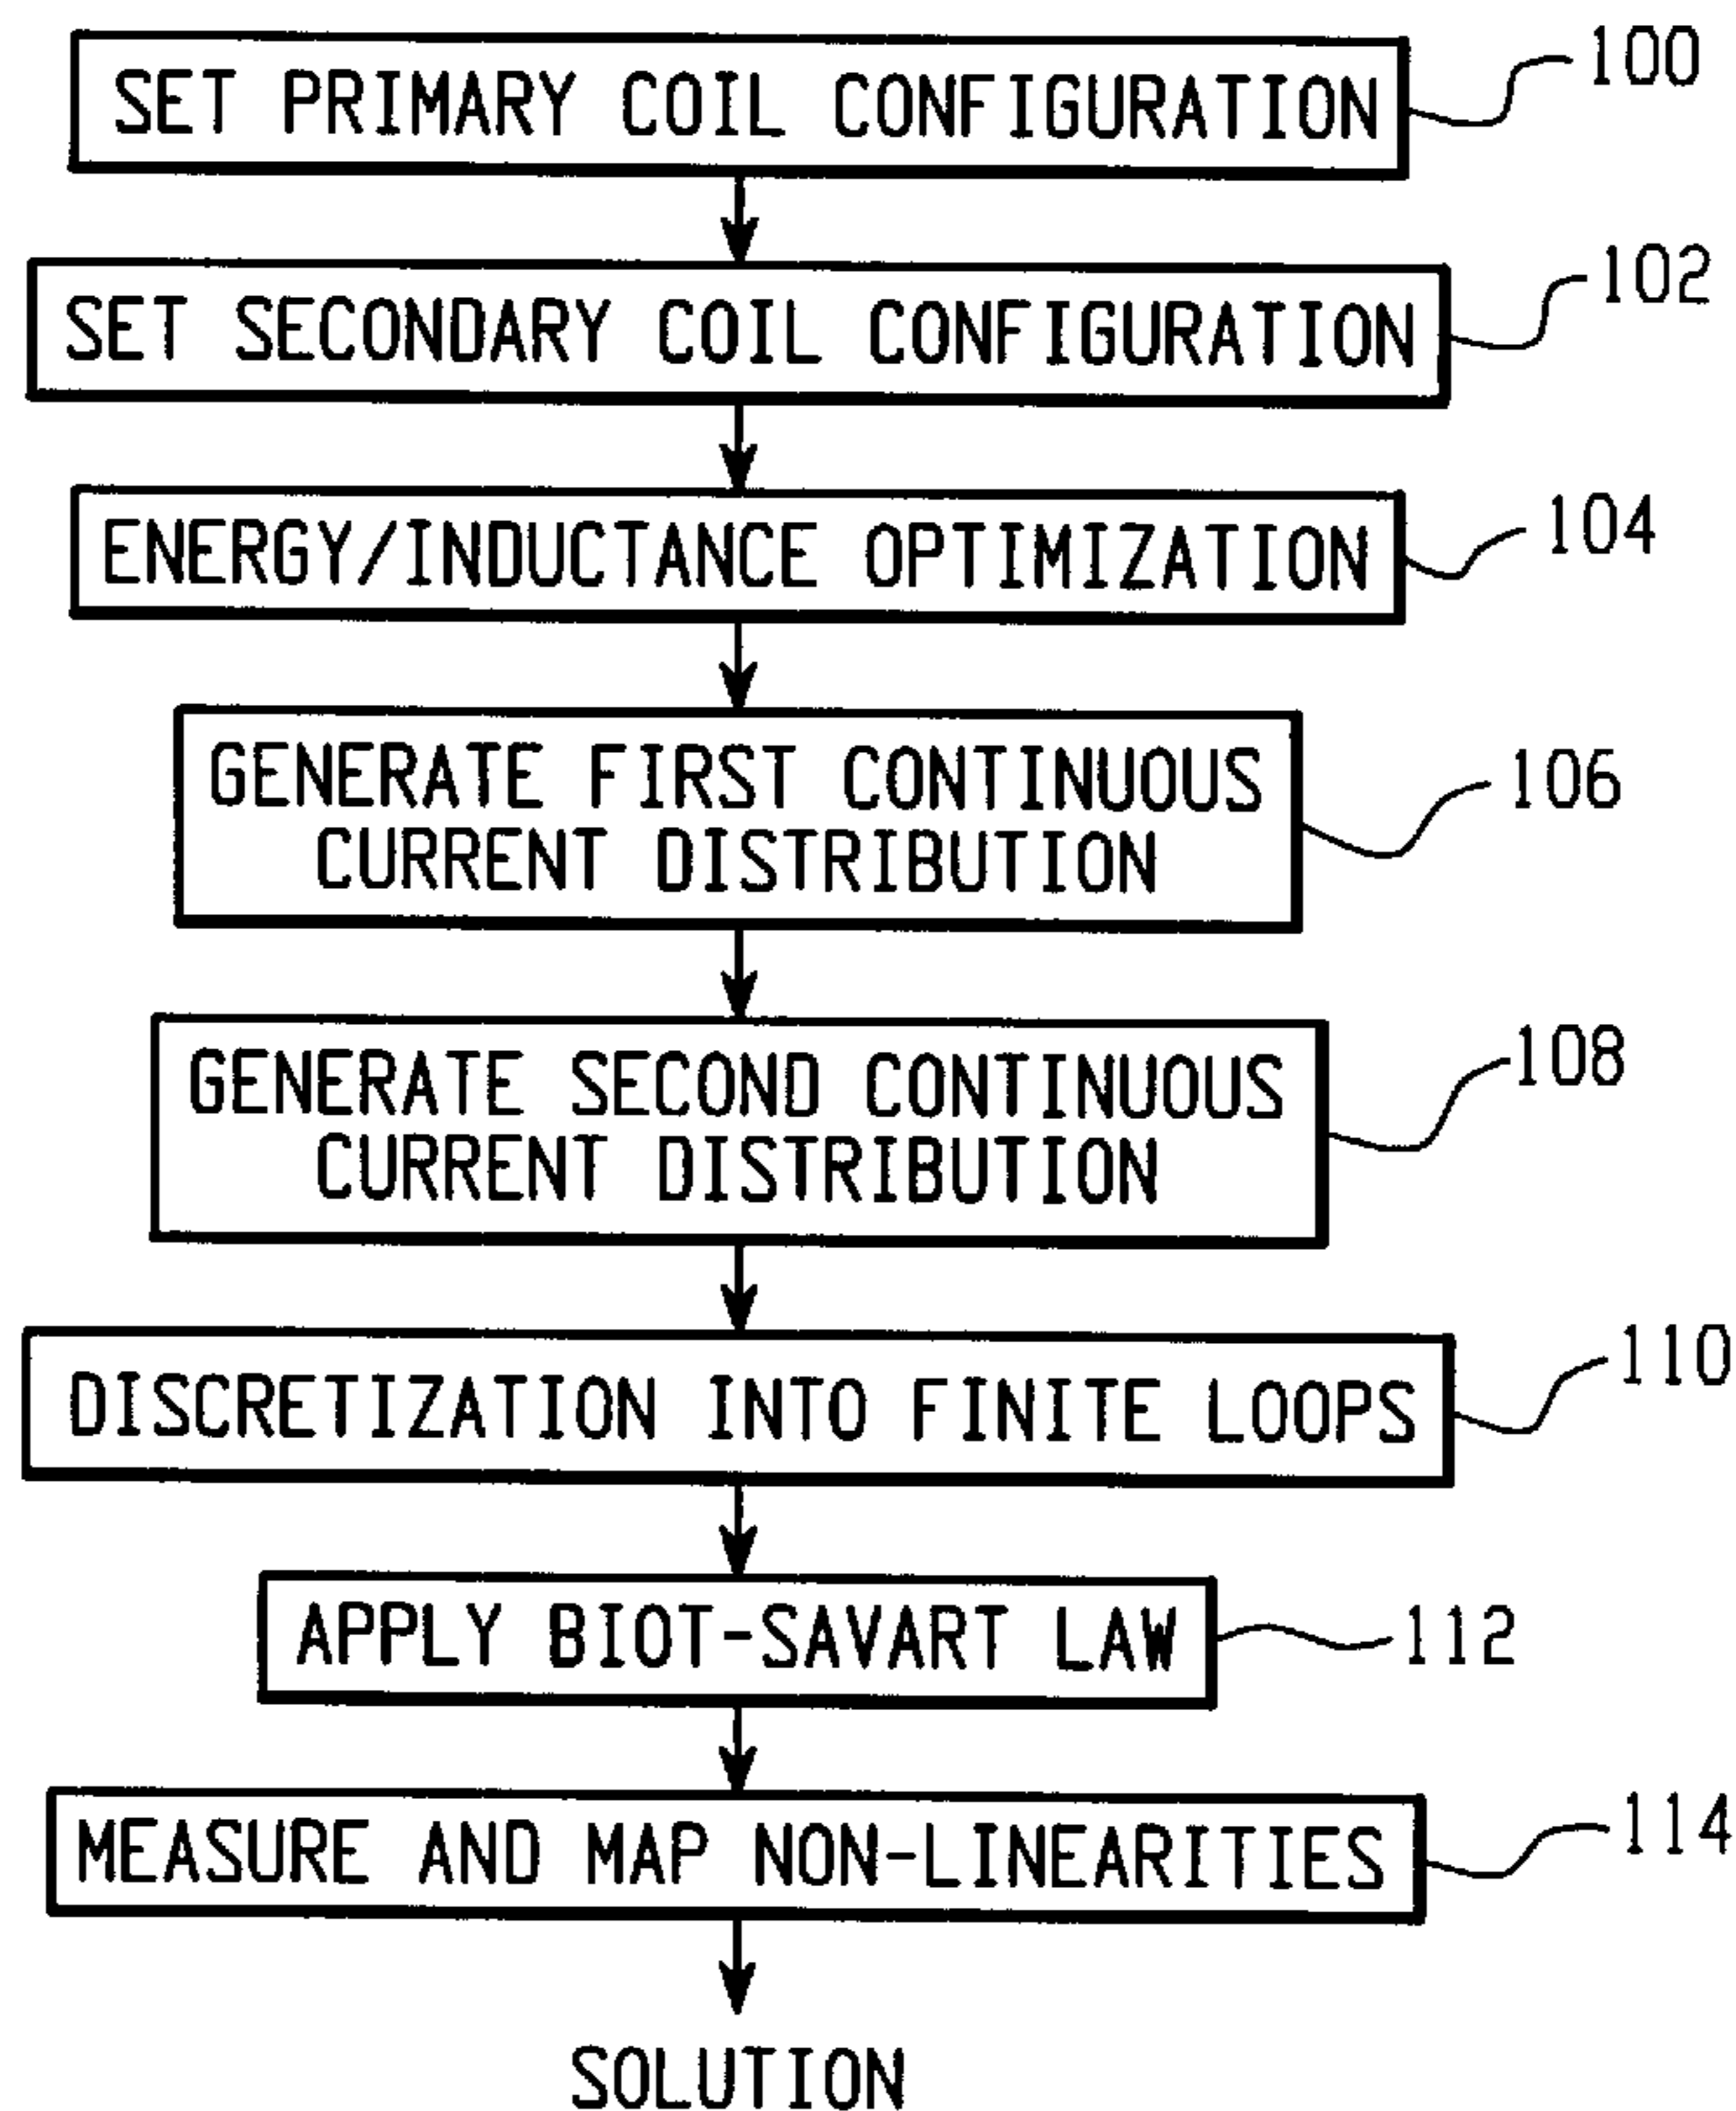 SET PRIMARY COIL CONFIGURATION
100
SET SECONDARY COIL CONFIGURATION
102
ENERGY/INDUCTANCE OPTIMIZATION
104
GENERATE FIRST CONTINUOUS
CURRENT DISTRIBUTION
106
GENERATE SECOND CONTINUOUS
CURRENT DISTRIBUTION
108
DISCRETIZATION INTO FINITE LOOPS
110
APPLY BIOT-SAVART LAW
112
MEASURE AND MAP NON-LINEARITIES
114
SOLUTION